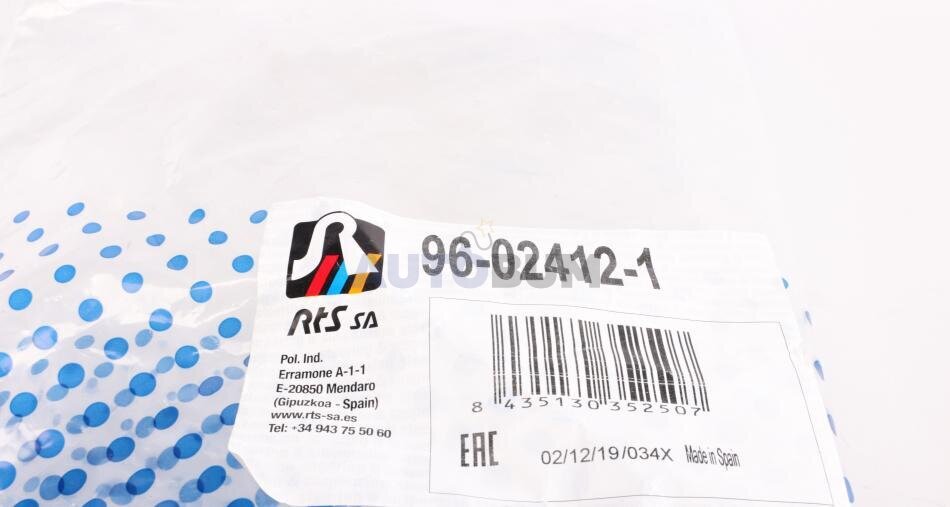 96-02412-1
AUTODOM
RtS SA
Pol. Ind.
Erramone A-1-1
E-20850 Mendaro
(Gipuzkoa - Spain)
www.rts-sa.es
Tel: +34 943 75 50 60
8 435130 352507
EAC 02/12/19/034X Made in Spain